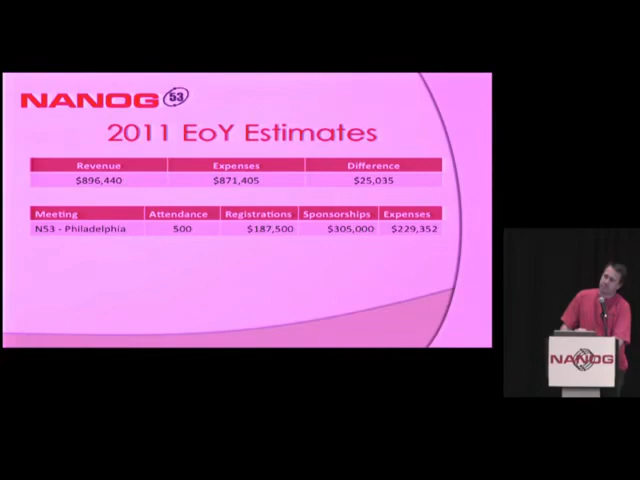 NANOG 53
2011 EoY Estimates
Revenue Expenses Difference
$896,440 $871,405 $25,035
Meeting Attendance Registrations Sponsorships Expenses
N53 - Philadelphia 500 $187,500 $305,000 $229,352
NANOG